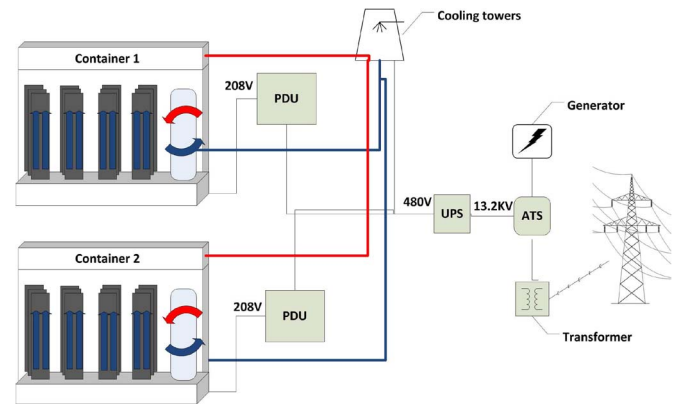 Cooling towers
Container 1
208V
PDU
Generator
480V
UPS
13.2KV
ATS
Container 2
208V
PDU
Transformer